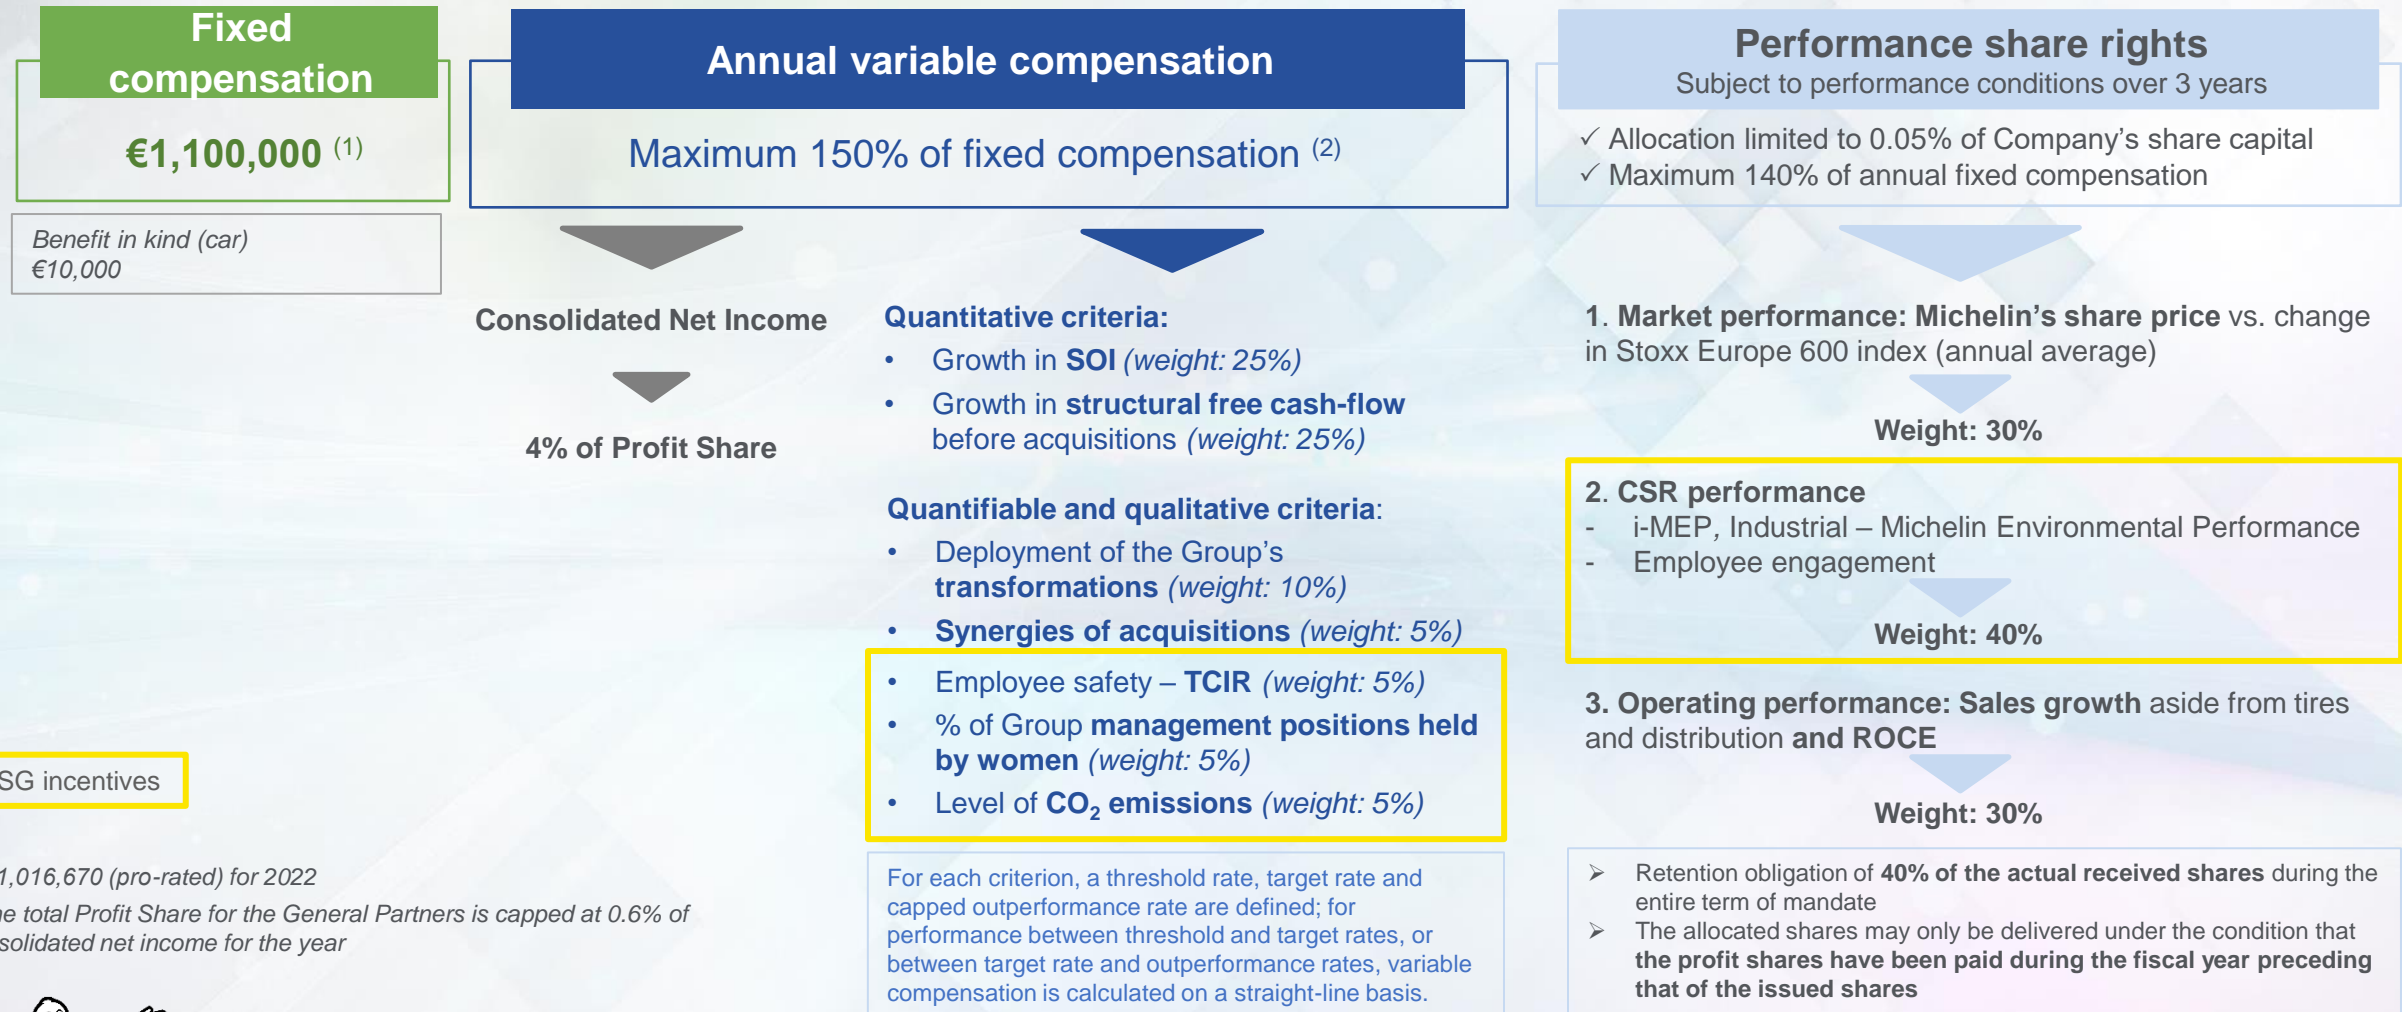 Fixed
compensation
€1,100,000 (1)
Benefit in kind (car)
€10,000
Annual variable compensation
Maximum 150% of fixed compensation (2)
Consolidated Net Income
4% of Profit Share
Quantitative criteria:
• Growth in SOI (weight: 25%)
• Growth in structural free cash-flow
before acquisitions (weight: 25%)
Quantifiable and qualitative criteria:
• Deployment of the Group's
transformations (weight: 10%)
• Synergies of acquisitions (weight: 5%)
• Employee safety – TCIR (weight: 5%)
• % of Group management positions held
by women (weight: 5%)
• Level of CO₂ emissions (weight: 5%)
For each criterion, a threshold rate, target rate and
capped outperformance rate are defined; for
performance between threshold and target rates, or
between target rate and outperformance rates, variable
compensation is calculated on a straight-line basis.
Performance share rights
Subject to performance conditions over 3 years
✓ Allocation limited to 0.05% of Company's share capital
✓ Maximum 140% of annual fixed compensation
1. Market performance: Michelin's share price vs. change
in Stoxx Europe 600 index (annual average)
Weight: 30%
2. CSR performance
- i-MEP, Industrial – Michelin Environmental Performance
- Employee engagement
Weight: 40%
3. Operating performance: Sales growth aside from tires
and distribution and ROCE
Weight: 30%
➢ Retention obligation of 40% of the actual received shares during the
entire term of mandate
➢ The allocated shares may only be delivered under the condition that
the profit shares have been paid during the fiscal year preceding
that of the issued shares
SG incentives
1,016,670 (pro-rated) for 2022
ne total Profit Share for the General Partners is capped at 0.6% of
solidated net income for the year